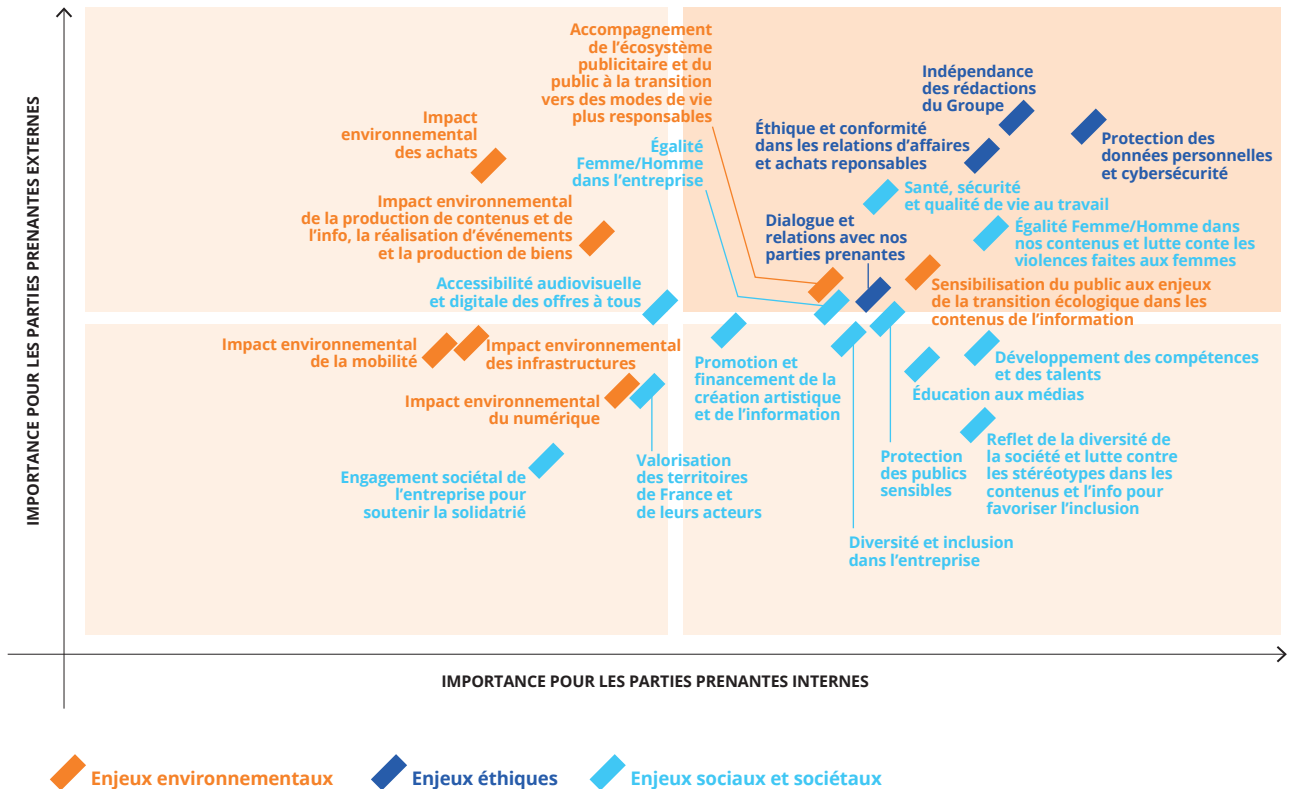 IMPORTANCE POUR LES PARTIES PRENANTES EXTERNES
Accompagnement
de l’écosystème
publicitaire et du
public à la transition
vers des modes de vie
plus responsables
Impact
environnemental
des achats
Égalité
Femme/Homme
dans l’entreprise
Impact environnemental
de la production de contenus et de
l’info, la réalisation d’événements
et la production de biens
Accessibilité audiovisuelle
et digitale des offres à tous
Indépendance
des rédactions
du Groupe
Éthique et conformité
dans les relations d’affaires
et achats reponsables
Protection des
données personnelles
et cybersécurité
Santé, sécurité
et qualité de vie au travail
Dialogue et
relations avec nos
parties prenantes
Égalité Femme/Homme dans
nos contenus et lutte conte les
violences faites aux femmes
Sensibilisation du public aux enjeux
de la transition écologique dans les
contenus de l’information
Impact environnemental
de la mobilité
Impact environnemental
des infrastructures
Impact environnemental
du numérique
Engagement sociétal de
l’entreprise pour
soutenir la solidatrié
Valorisation
des territoires
de France et
de leurs acteurs
Promotion et
financement de la
création artistique
et de l’information
Développement des compétences
et des talents
Éducation aux médias
Reflet de la diversité de
la société et lutte contre
les stéréotypes dans les
contenus et l’info pour
favoriser l’inclusion
Protection
des publics
sensibles
Diversité et inclusion
dans l’entreprise
IMPORTANCE POUR LES PARTIES PRENANTES INTERNES
Enjeux environnementaux
Enjeux éthiques
Enjeux sociaux et sociétaux